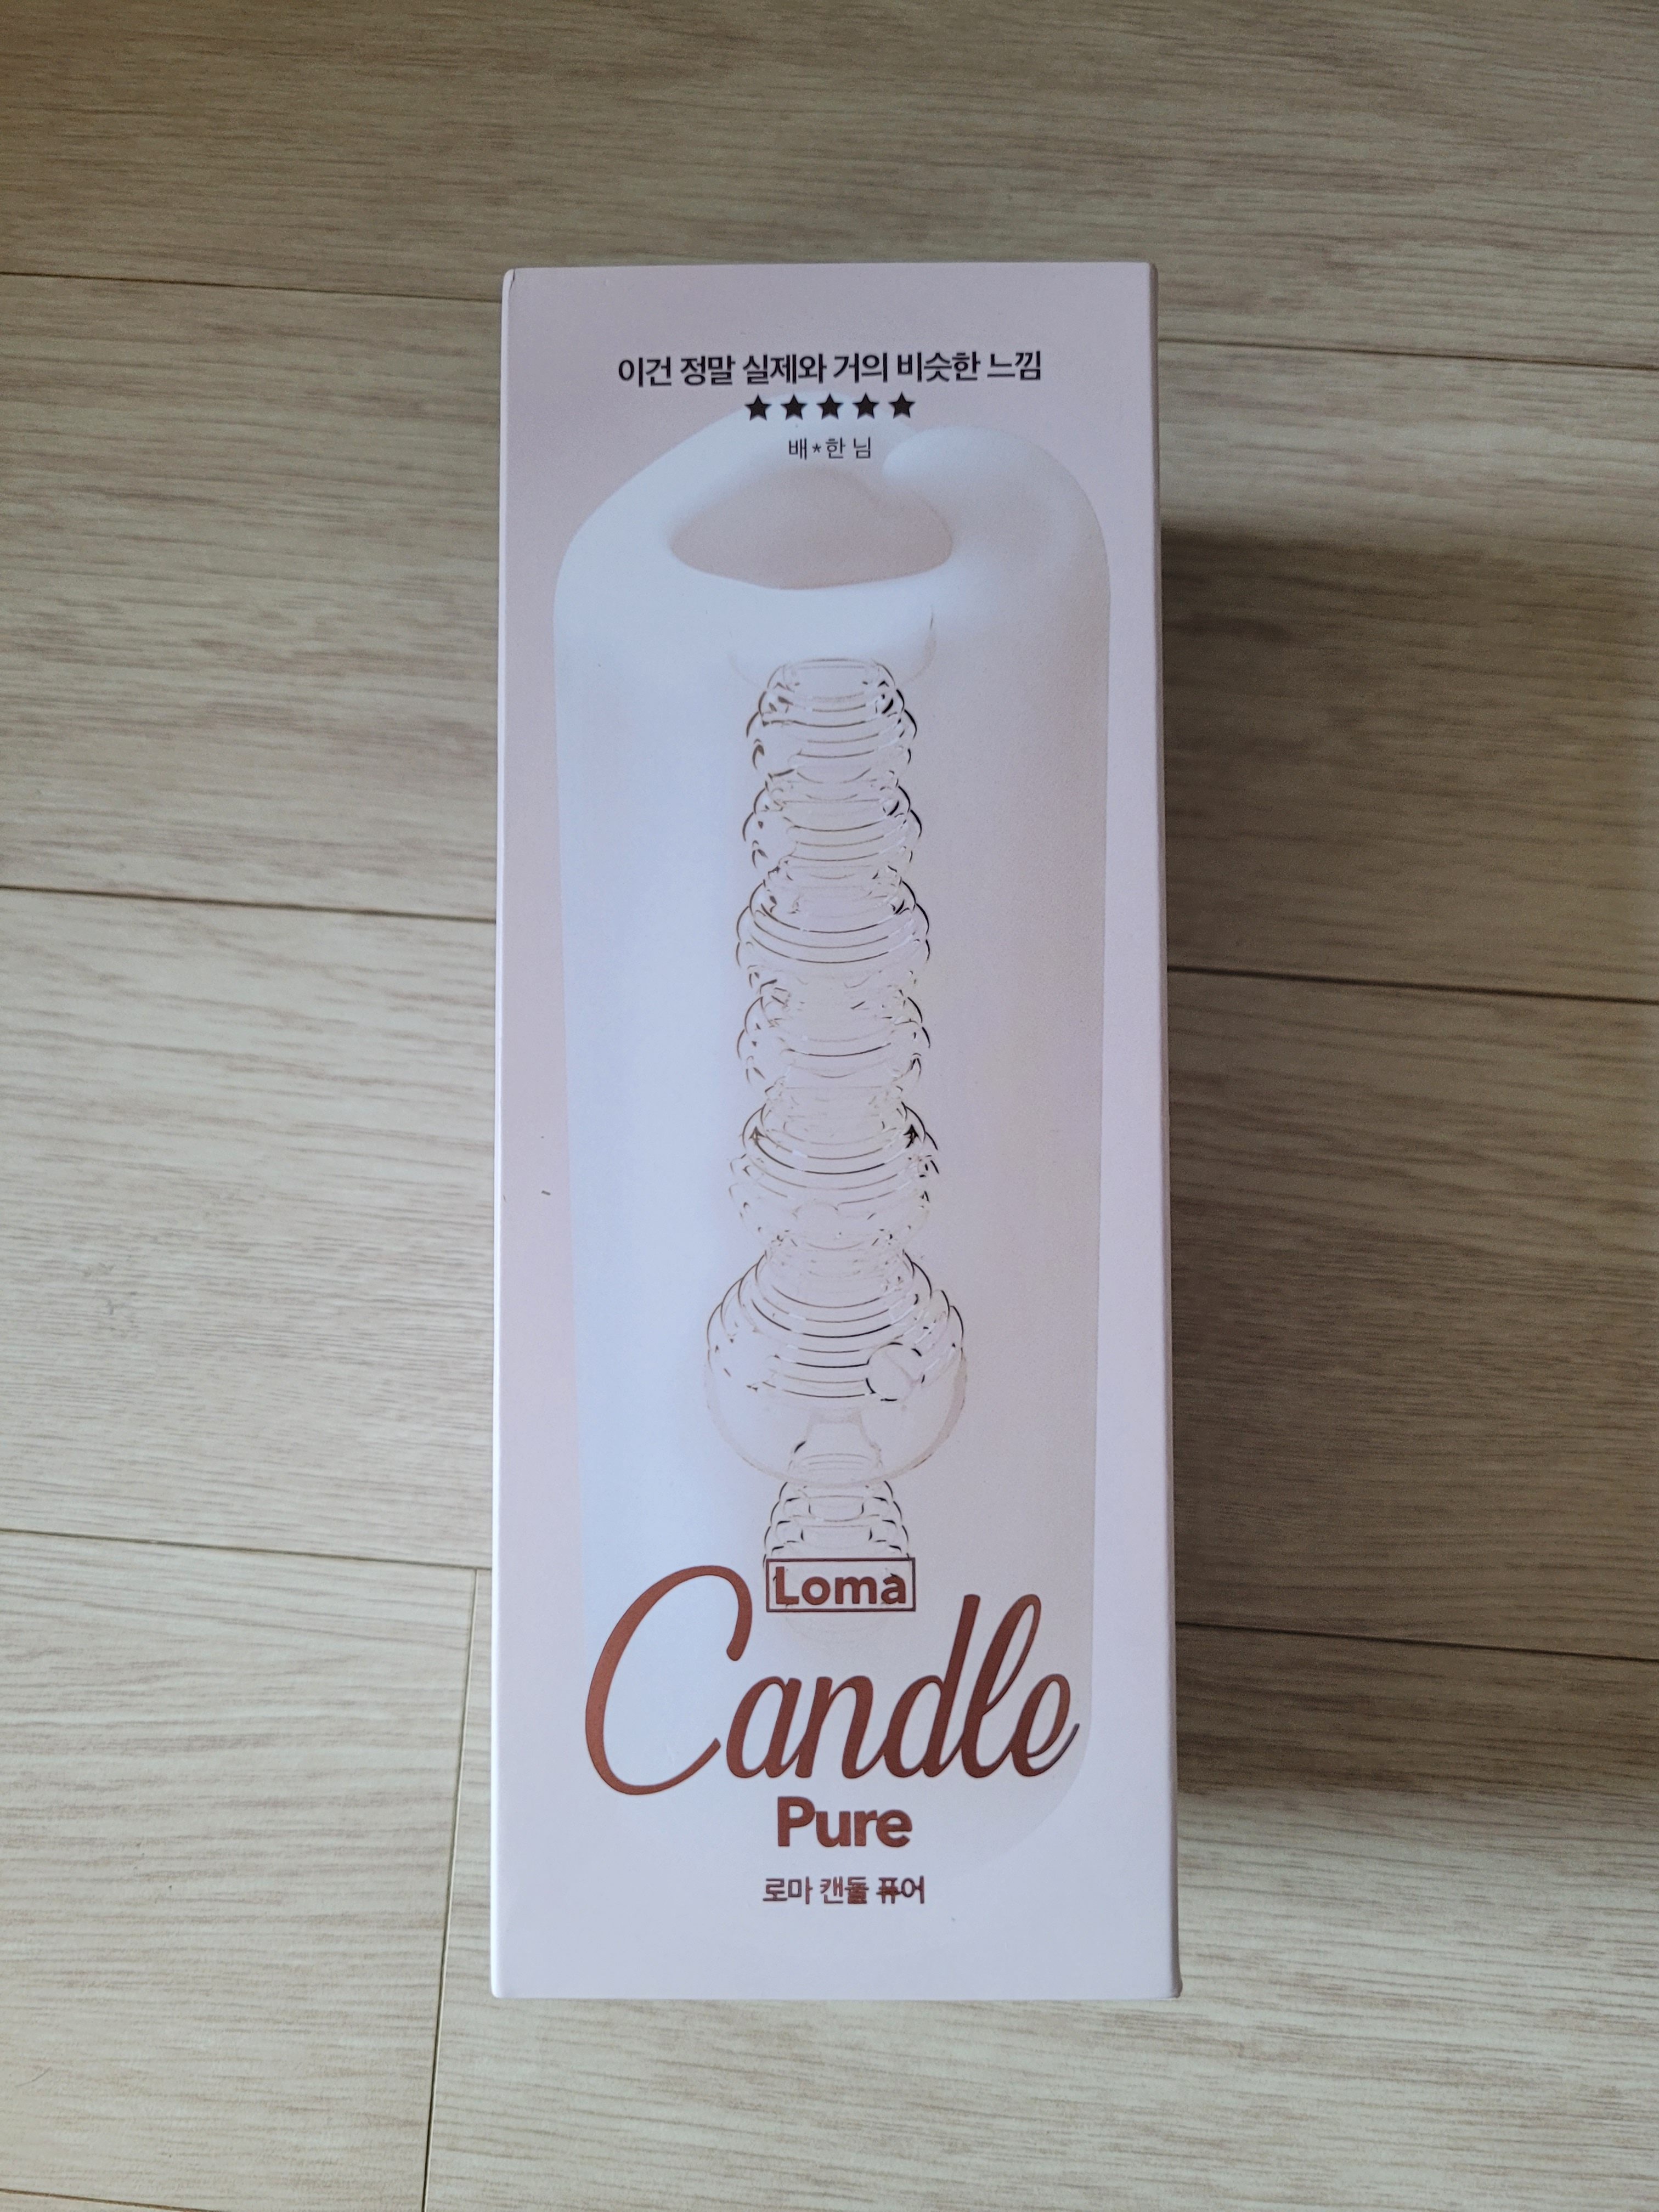 이건 정말 실제와 거의 비슷한 느낌
★★★★★
배*한 님
Loma
Candle
Pure
로마 캔들 퓨어